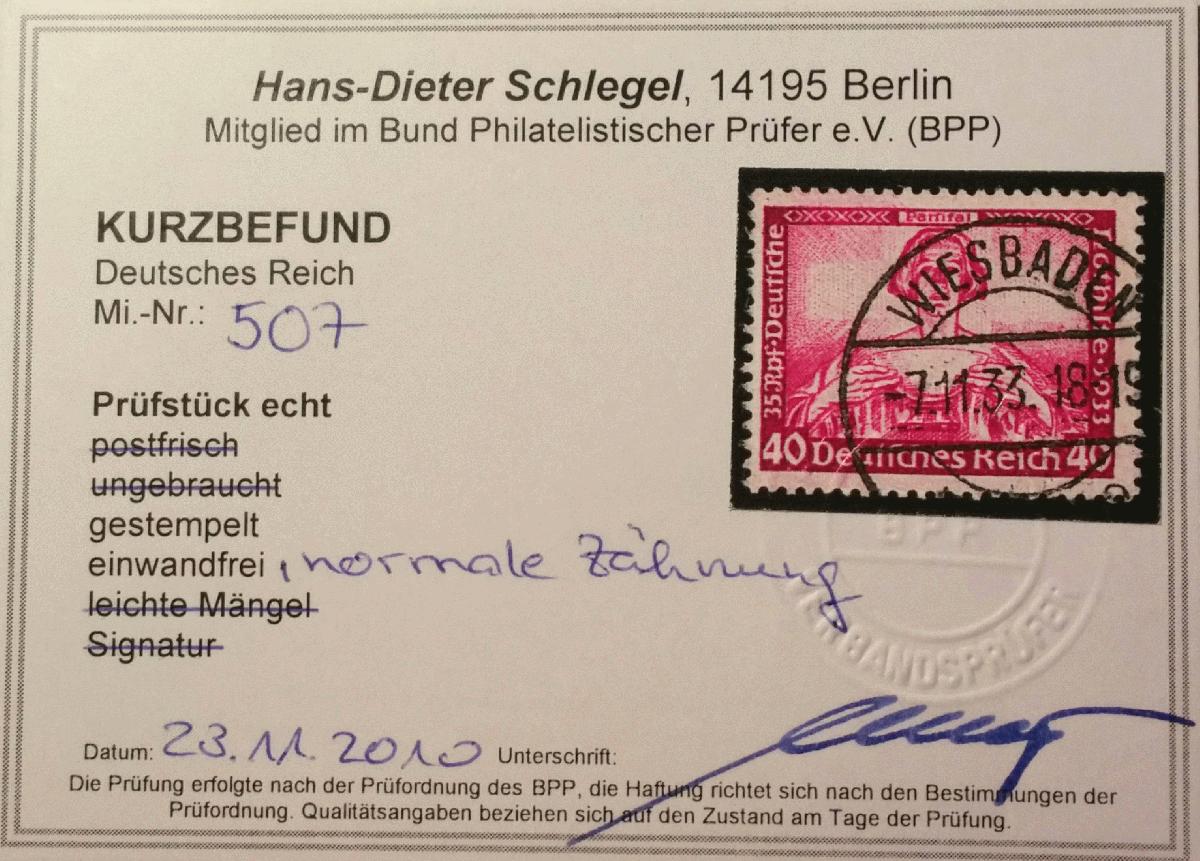 Hans-Dieter Schlegel, 14195 Berlin
Mitglied im Bund Philatelistischer Prüfer e.V. (BPP)
KURZBEFUND
Deutsches Reich
Mi.-Nr.: 507
Prüfstück echt
postfrisch
ungebraucht
gestempelt
einwandfrei, normale Zähnung
leichte Mängel
Signatur
Parsifal
35 Rpf·Deutsche
Nothilfe·1933
40 Deutsches Reich 40
WIESBADEN
-7.11.33. 18-19
BPP
VERBANDSPRÜFER
Datum: 23.11.2010 Unterschrift:
Die Prüfung erfolgte nach der Prüfordnung des BPP, die Haftung richtet sich nach den Bestimmungen der
Prüfordnung. Qualitätsangaben beziehen sich auf den Zustand am Tage der Prüfung.